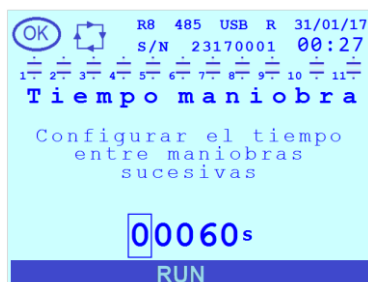 OK
R8 485 USB R 31/01/17
S/N 23170001 00:27
1 2 3 4 5 6 7 8 9 10 11
Tiempo maniobra
Configurar el tiempo
entre maniobras
sucesivas
00060s
RUN